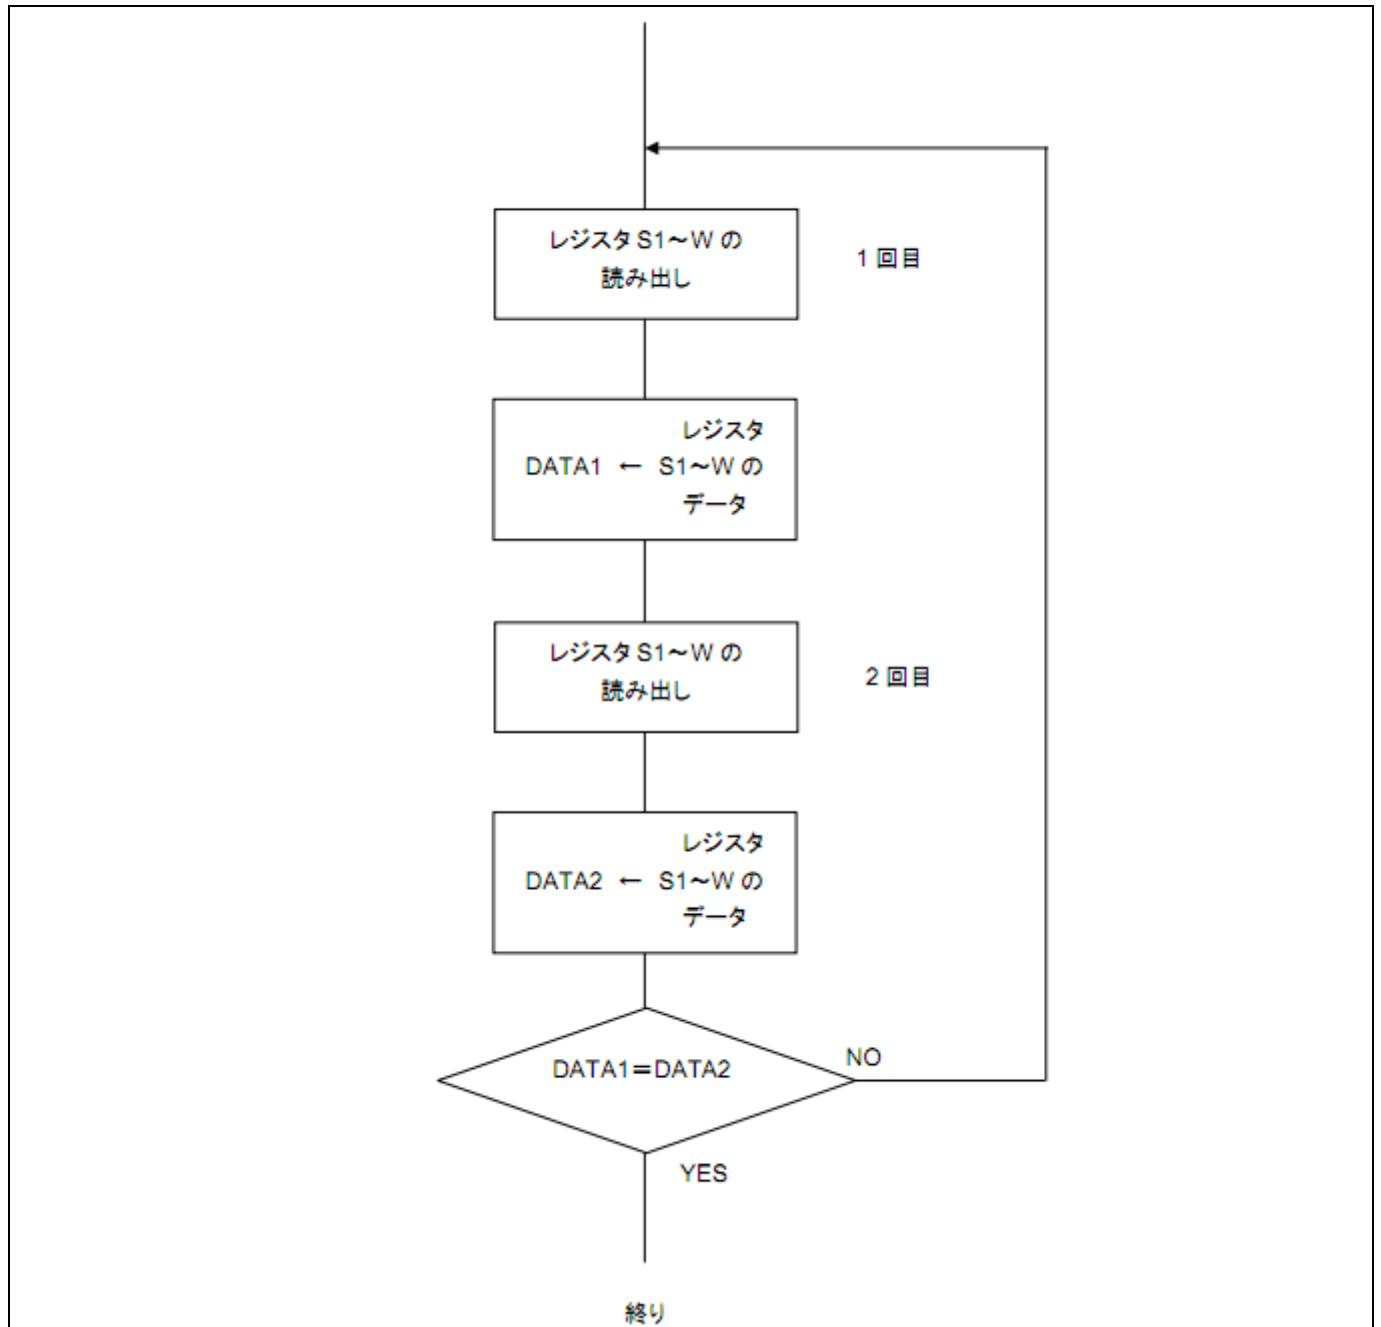 レジスタ S1～W の
読み出し
1 回目
レジスタ
DATA1 ← S1～W の
データ
レジスタ S1～W の
読み出し
2 回目
レジスタ
DATA2 ← S1～W の
データ
DATA1＝DATA2
NO
YES
終り